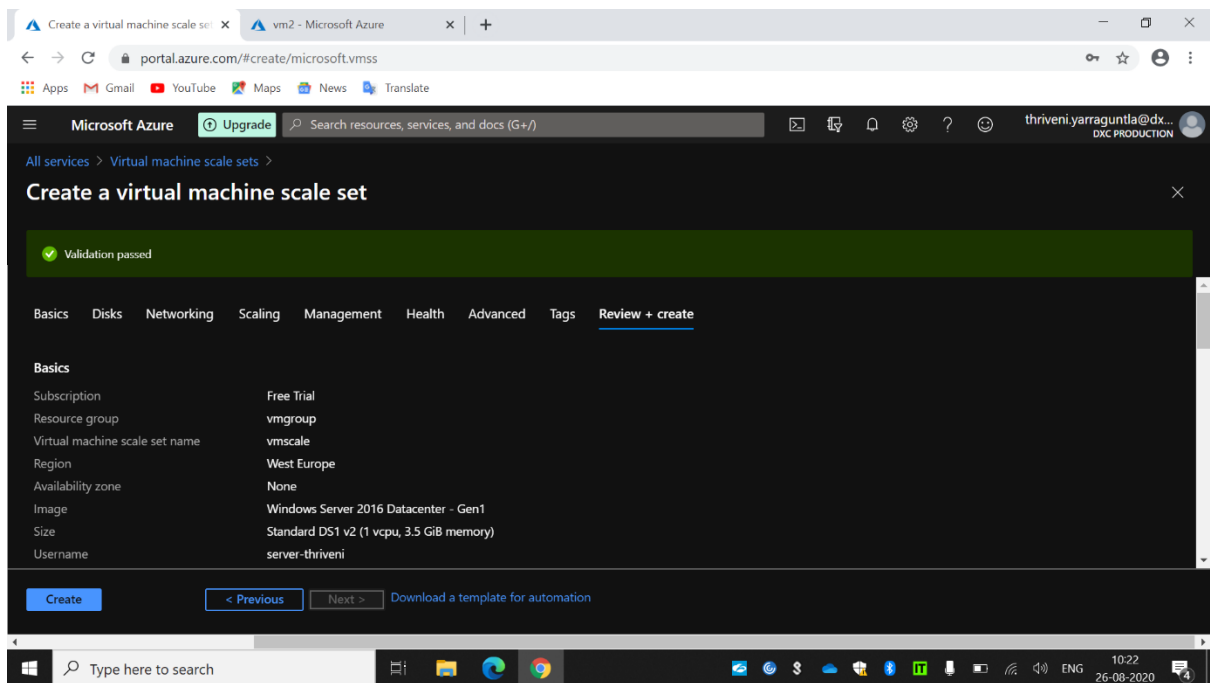 Create a virtual machine scale set
vm2 - Microsoft Azure
portal.azure.com/#create/microsoft.vmss
Apps Gmail YouTube Maps News Translate
Microsoft Azure Upgrade Search resources, services, and docs (G+/) thriveni.yarraguntla@dx...
DXC PRODUCTION
All services > Virtual machine scale sets >
Create a virtual machine scale set
Validation passed
Basics Disks Networking Scaling Management Health Advanced Tags Review + create
Basics
Subscription Free Trial
Resource group vmgroup
Virtual machine scale set name vmscale
Region West Europe
Availability zone None
Image Windows Server 2016 Datacenter - Gen1
Size Standard DS1 v2 (1 vcpu, 3.5 GiB memory)
Username server-thriveni
Create < Previous Next > Download a template for automation
Type here to search ENG 10:22
26-08-2020 4